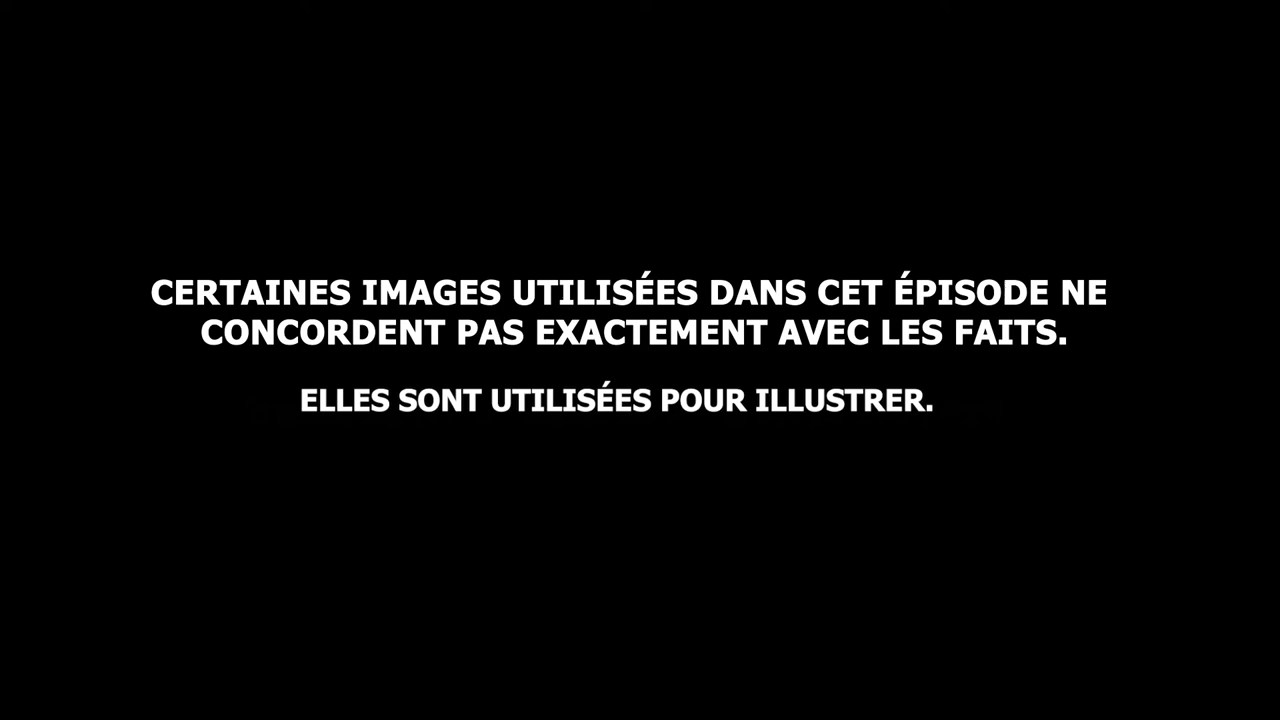 CERTAINES IMAGES UTILISÉES DANS CET ÉPISODE NE
CONCORDENT PAS EXACTEMENT AVEC LES FAITS.
ELLES SONT UTILISÉES POUR ILLUSTRER.